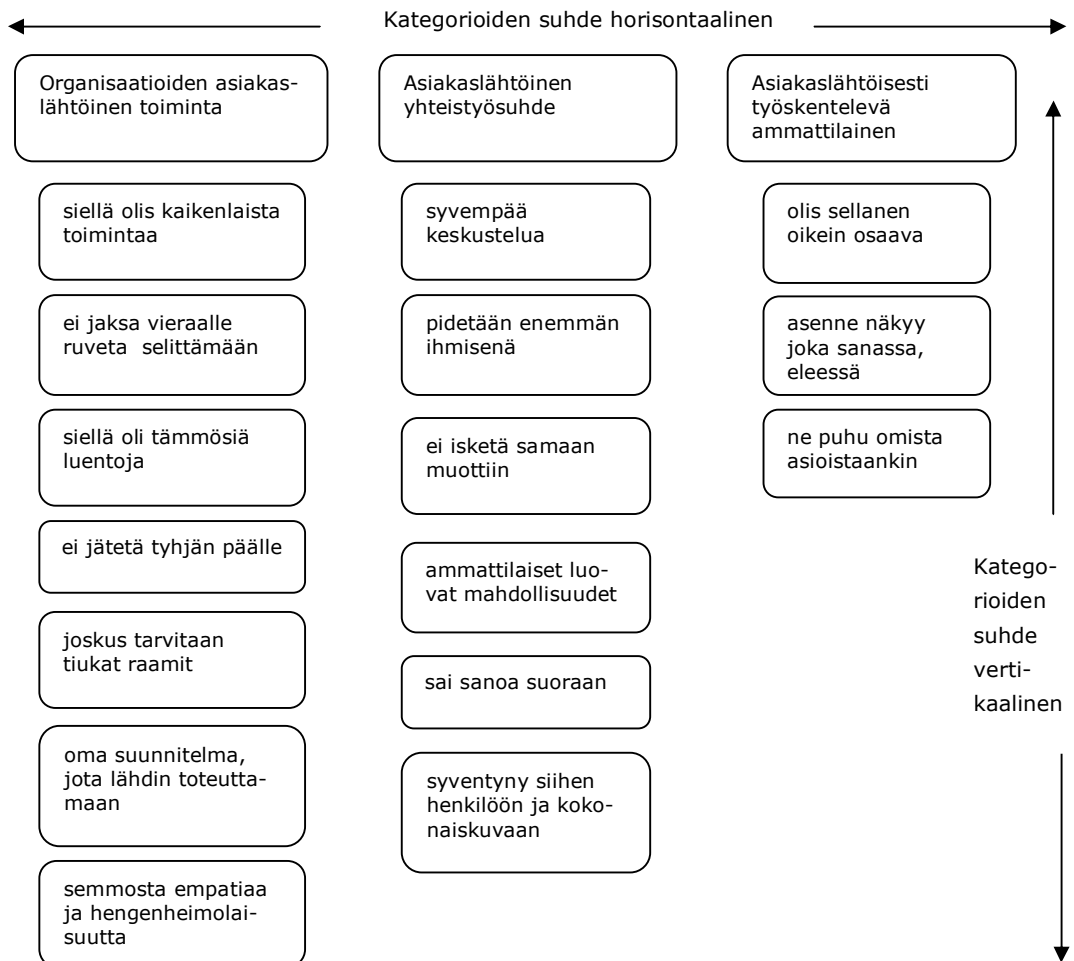 Kategorioiden suhde horisontaalinen
Organisaatioiden asiakas-
lähtöinen toiminta
siellä olis kaikenlaista
toimintaa
ei jaksa vieraalle
ruveta selittämään
siellä oli tämmösiä
luentoja
ei jätetä tyhjän päälle
joskus tarvitaan
tiukat raamit
oma suunnitelma,
jota lähdin toteutta-
maan
semmosta empatiaa
ja hengenheimolai-
suutta
Asiakaslähtöinen
yhteistyösuhde
syvempää
keskustelua
pidetään enemmän
ihmisenä
ei isketä samaan
muottiin
ammattilaiset luo-
vat mahdollisuudet
sai sanoa suoraan
syventyny siihen
henkilöön ja koko-
naiskuvaan
Asiakaslähtöisesti
työskentelevä
ammattilainen
olis sellanen
oikein osaava
asenne näkyy
joka sanassa,
eleessä
ne puhu omista
asioistaankin
Katego-
rioiden
suhde
verti-
kaalinen